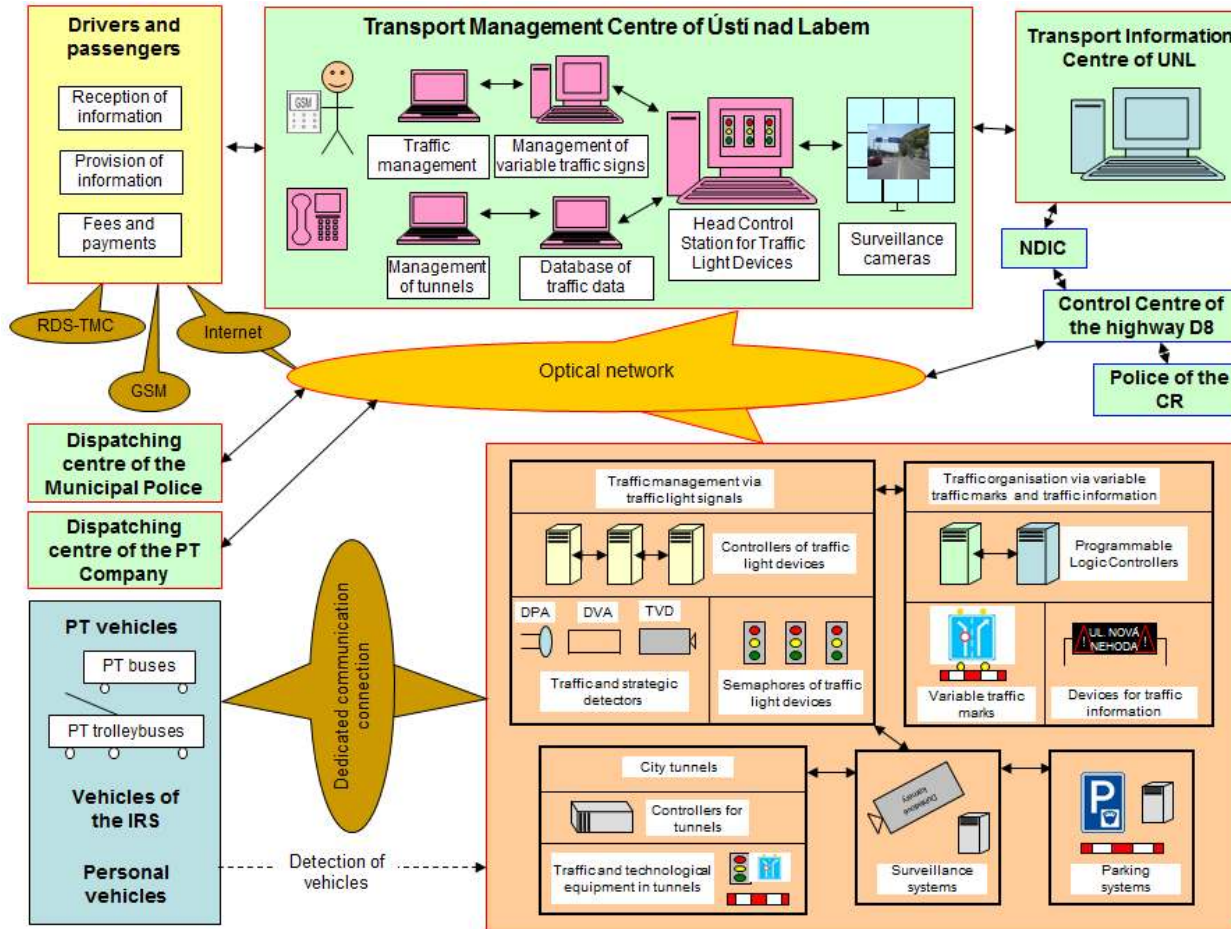 Drivers and
passengers
Reception of
information
Provision of
information
Fees and
payments
RDS-TMC
GSM
Internet
Transport Management Centre of Ústí nad Labem
GSM
Traffic
management
Management of
variable traffic signs
Management
of tunnels
Database of
traffic data
Head Control
Station for Traffic
Light Devices
Surveillance
cameras
Transport Information
Centre of UNL
NDIC
Control Centre of
the highway D8
Police of the
CR
Optical network
Dispatching
centre of the
Municipal Police
Dispatching
centre of the PT
Company
PT vehicles
PT buses
PT trolleybuses
Vehicles of
the IRS
Personal
vehicles
Dedicated communication
connection
Detection of
vehicles
Traffic management via
traffic light signals
Controllers of traffic
light devices
DPA
DVA
TVD
Traffic and strategic
detectors
Semaphores of traffic
light devices
Traffic organisation via variable
traffic marks and traffic information
Programmable
Logic Controllers
Variable traffic
marks
UL. NOVÁ
NEHODA
! !
Devices for traffic
information
City tunnels
Controllers for
tunnels
Traffic and technological
equipment in tunnels
Surveillance
systems
P
Parking
systems